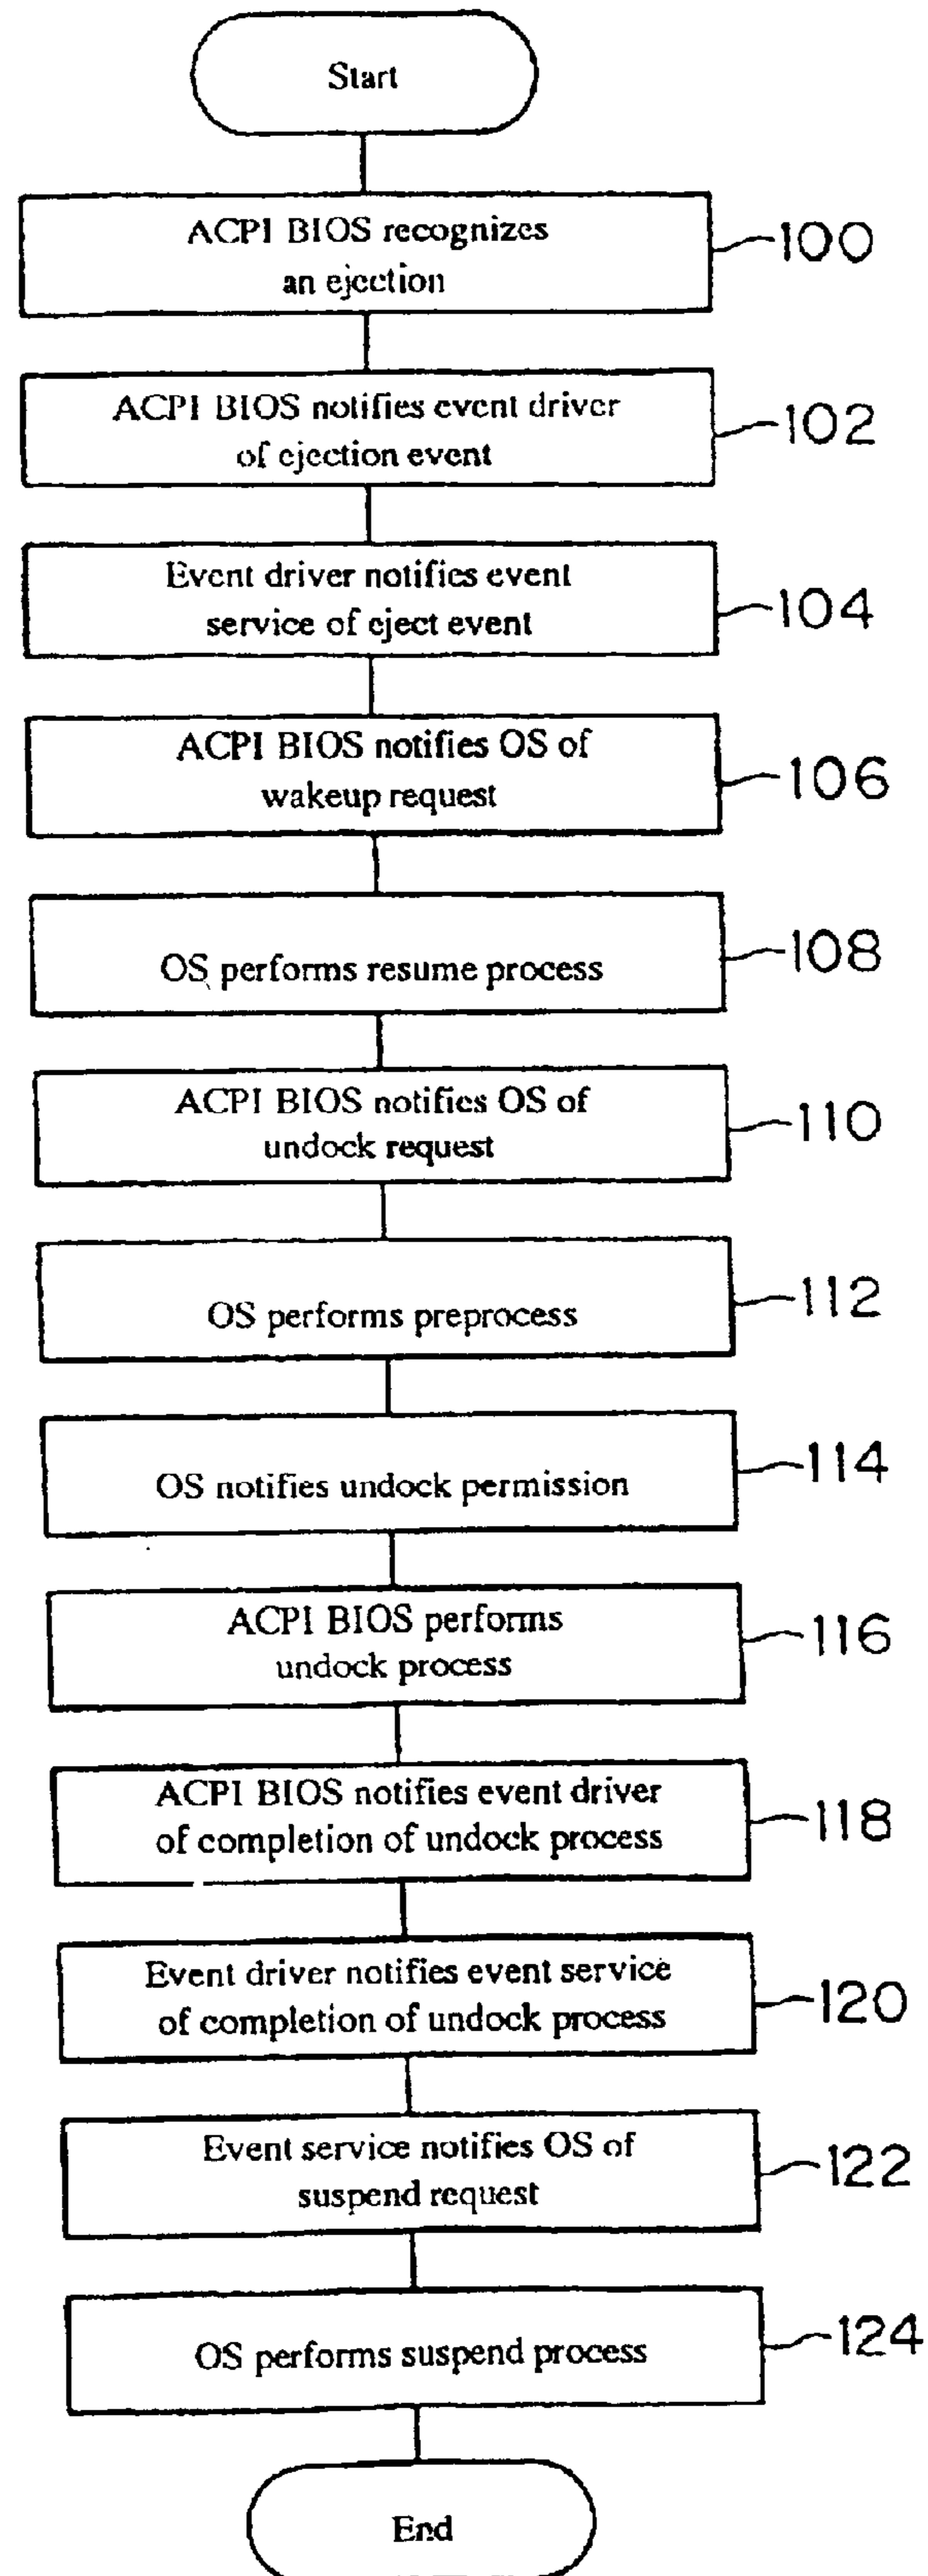 Start
ACPI BIOS recognizes
an ejection
100
ACPI BIOS notifies event driver
of ejection event
102
Event driver notifies event
service of eject event
104
ACPI BIOS notifies OS of
wakeup request
106
OS performs resume process
108
ACPI BIOS notifies OS of
undock request
110
OS performs preprocess
112
OS notifies undock permission
114
ACPI BIOS performs
undock process
116
ACPI BIOS notifies event driver
of completion of undock process
118
Event driver notifies event service
of completion of undock process
120
Event service notifies OS of
suspend request
122
OS performs suspend process
124
End